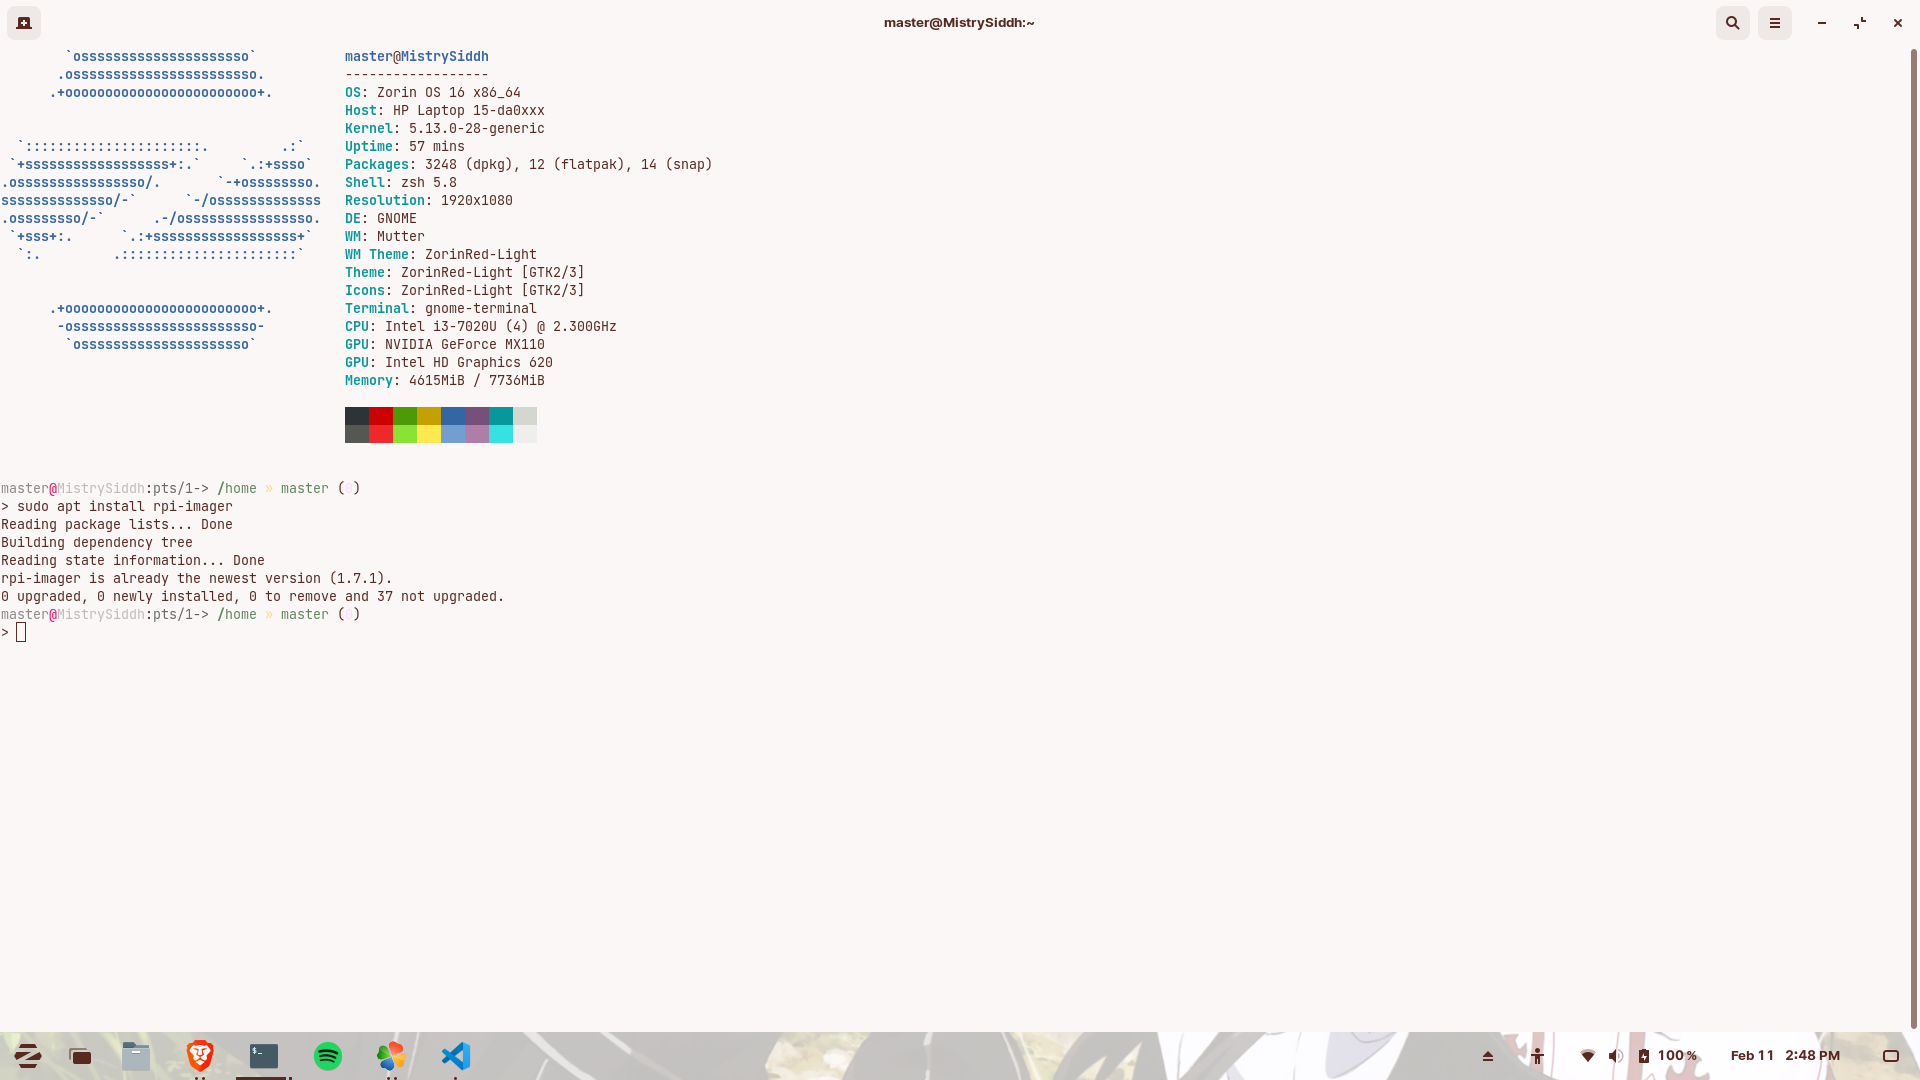 master@MistrySiddh:~
`osssssssssssssssssssssso`
.osssssssssssssssssssssssso.
.+oooooooooooooooooooooooooo+.
`::::::::::::::::::::::.         .:`
`+ssssssssssssssssss+:.`     `.:+ssso`
.ossssssssssssssso/.       `-+ossssssso.
ssssssssssssso/-`      `-/osssssssssssss
.ossssssso/-`      .-/ossssssssssssssso.
`+sss+:.      `.:+ssssssssssssssssss+`
`:.         .::::::::::::::::::::::`
.+oooooooooooooooooooooooooo+.
-osssssssssssssssssssssssso-
`osssssssssssssssssssssso`
master@MistrySiddh
------------------
OS: Zorin OS 16 x86_64
Host: HP Laptop 15-da0xxx
Kernel: 5.13.0-28-generic
Uptime: 57 mins
Packages: 3248 (dpkg), 12 (flatpak), 14 (snap)
Shell: zsh 5.8
Resolution: 1920x1080
DE: GNOME
WM: Mutter
WM Theme: ZorinRed-Light
Theme: ZorinRed-Light [GTK2/3]
Icons: ZorinRed-Light [GTK2/3]
Terminal: gnome-terminal
CPU: Intel i3-7020U (4) @ 2.300GHz
GPU: NVIDIA GeForce MX110
GPU: Intel HD Graphics 620
Memory: 4615MiB / 7736MiB
master@MistrySiddh:pts/1-> /home » master (0)
> sudo apt install rpi-imager
Reading package lists... Done
Building dependency tree
Reading state information... Done
rpi-imager is already the newest version (1.7.1).
0 upgraded, 0 newly installed, 0 to remove and 37 not upgraded.
master@MistrySiddh:pts/1-> /home » master (0)
>
100 %
Feb 11 2:48 PM